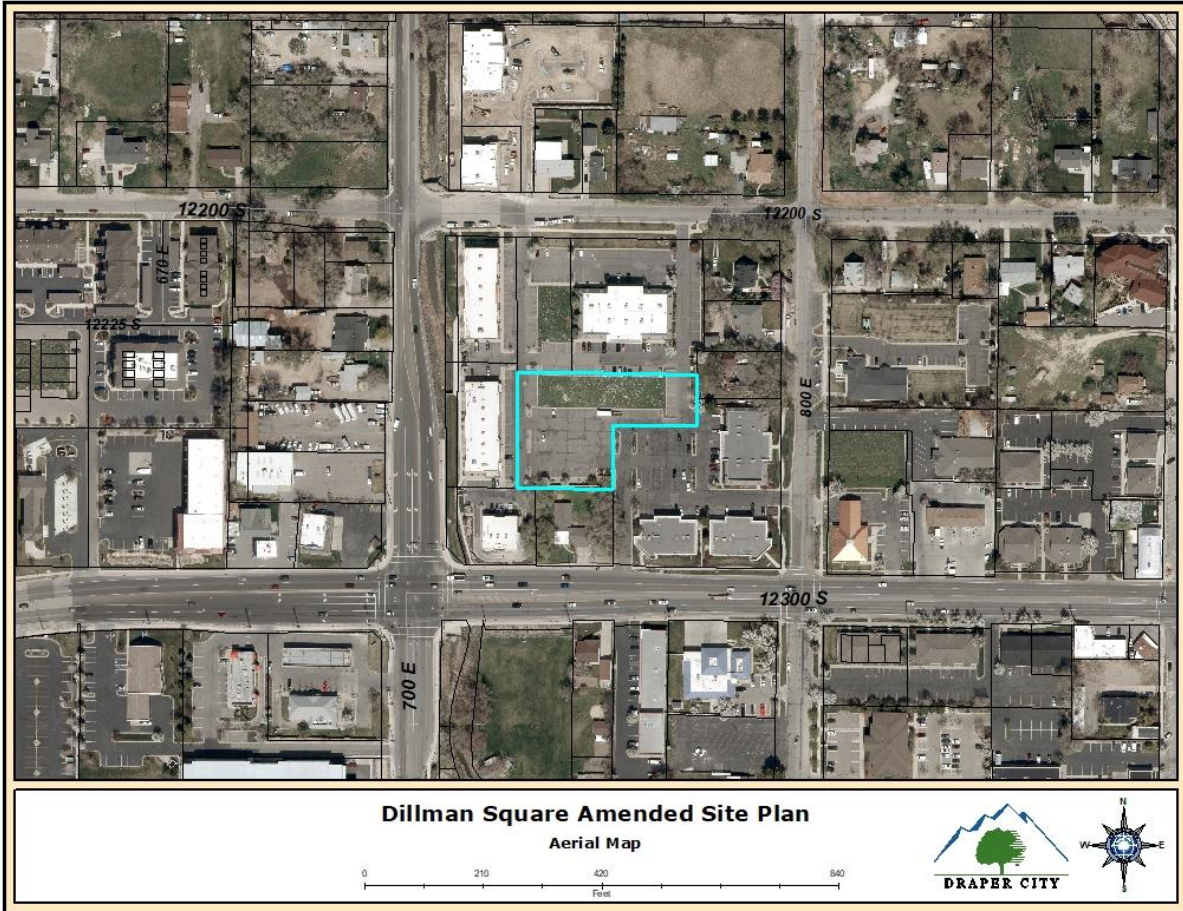 12200 S
12200 S
670 E
12225 S
800 E
12300 S
700 E
Dillman Square Amended Site Plan
Aerial Map
0 210 420 840
Feet
DRAPER CITY
N
W E
S